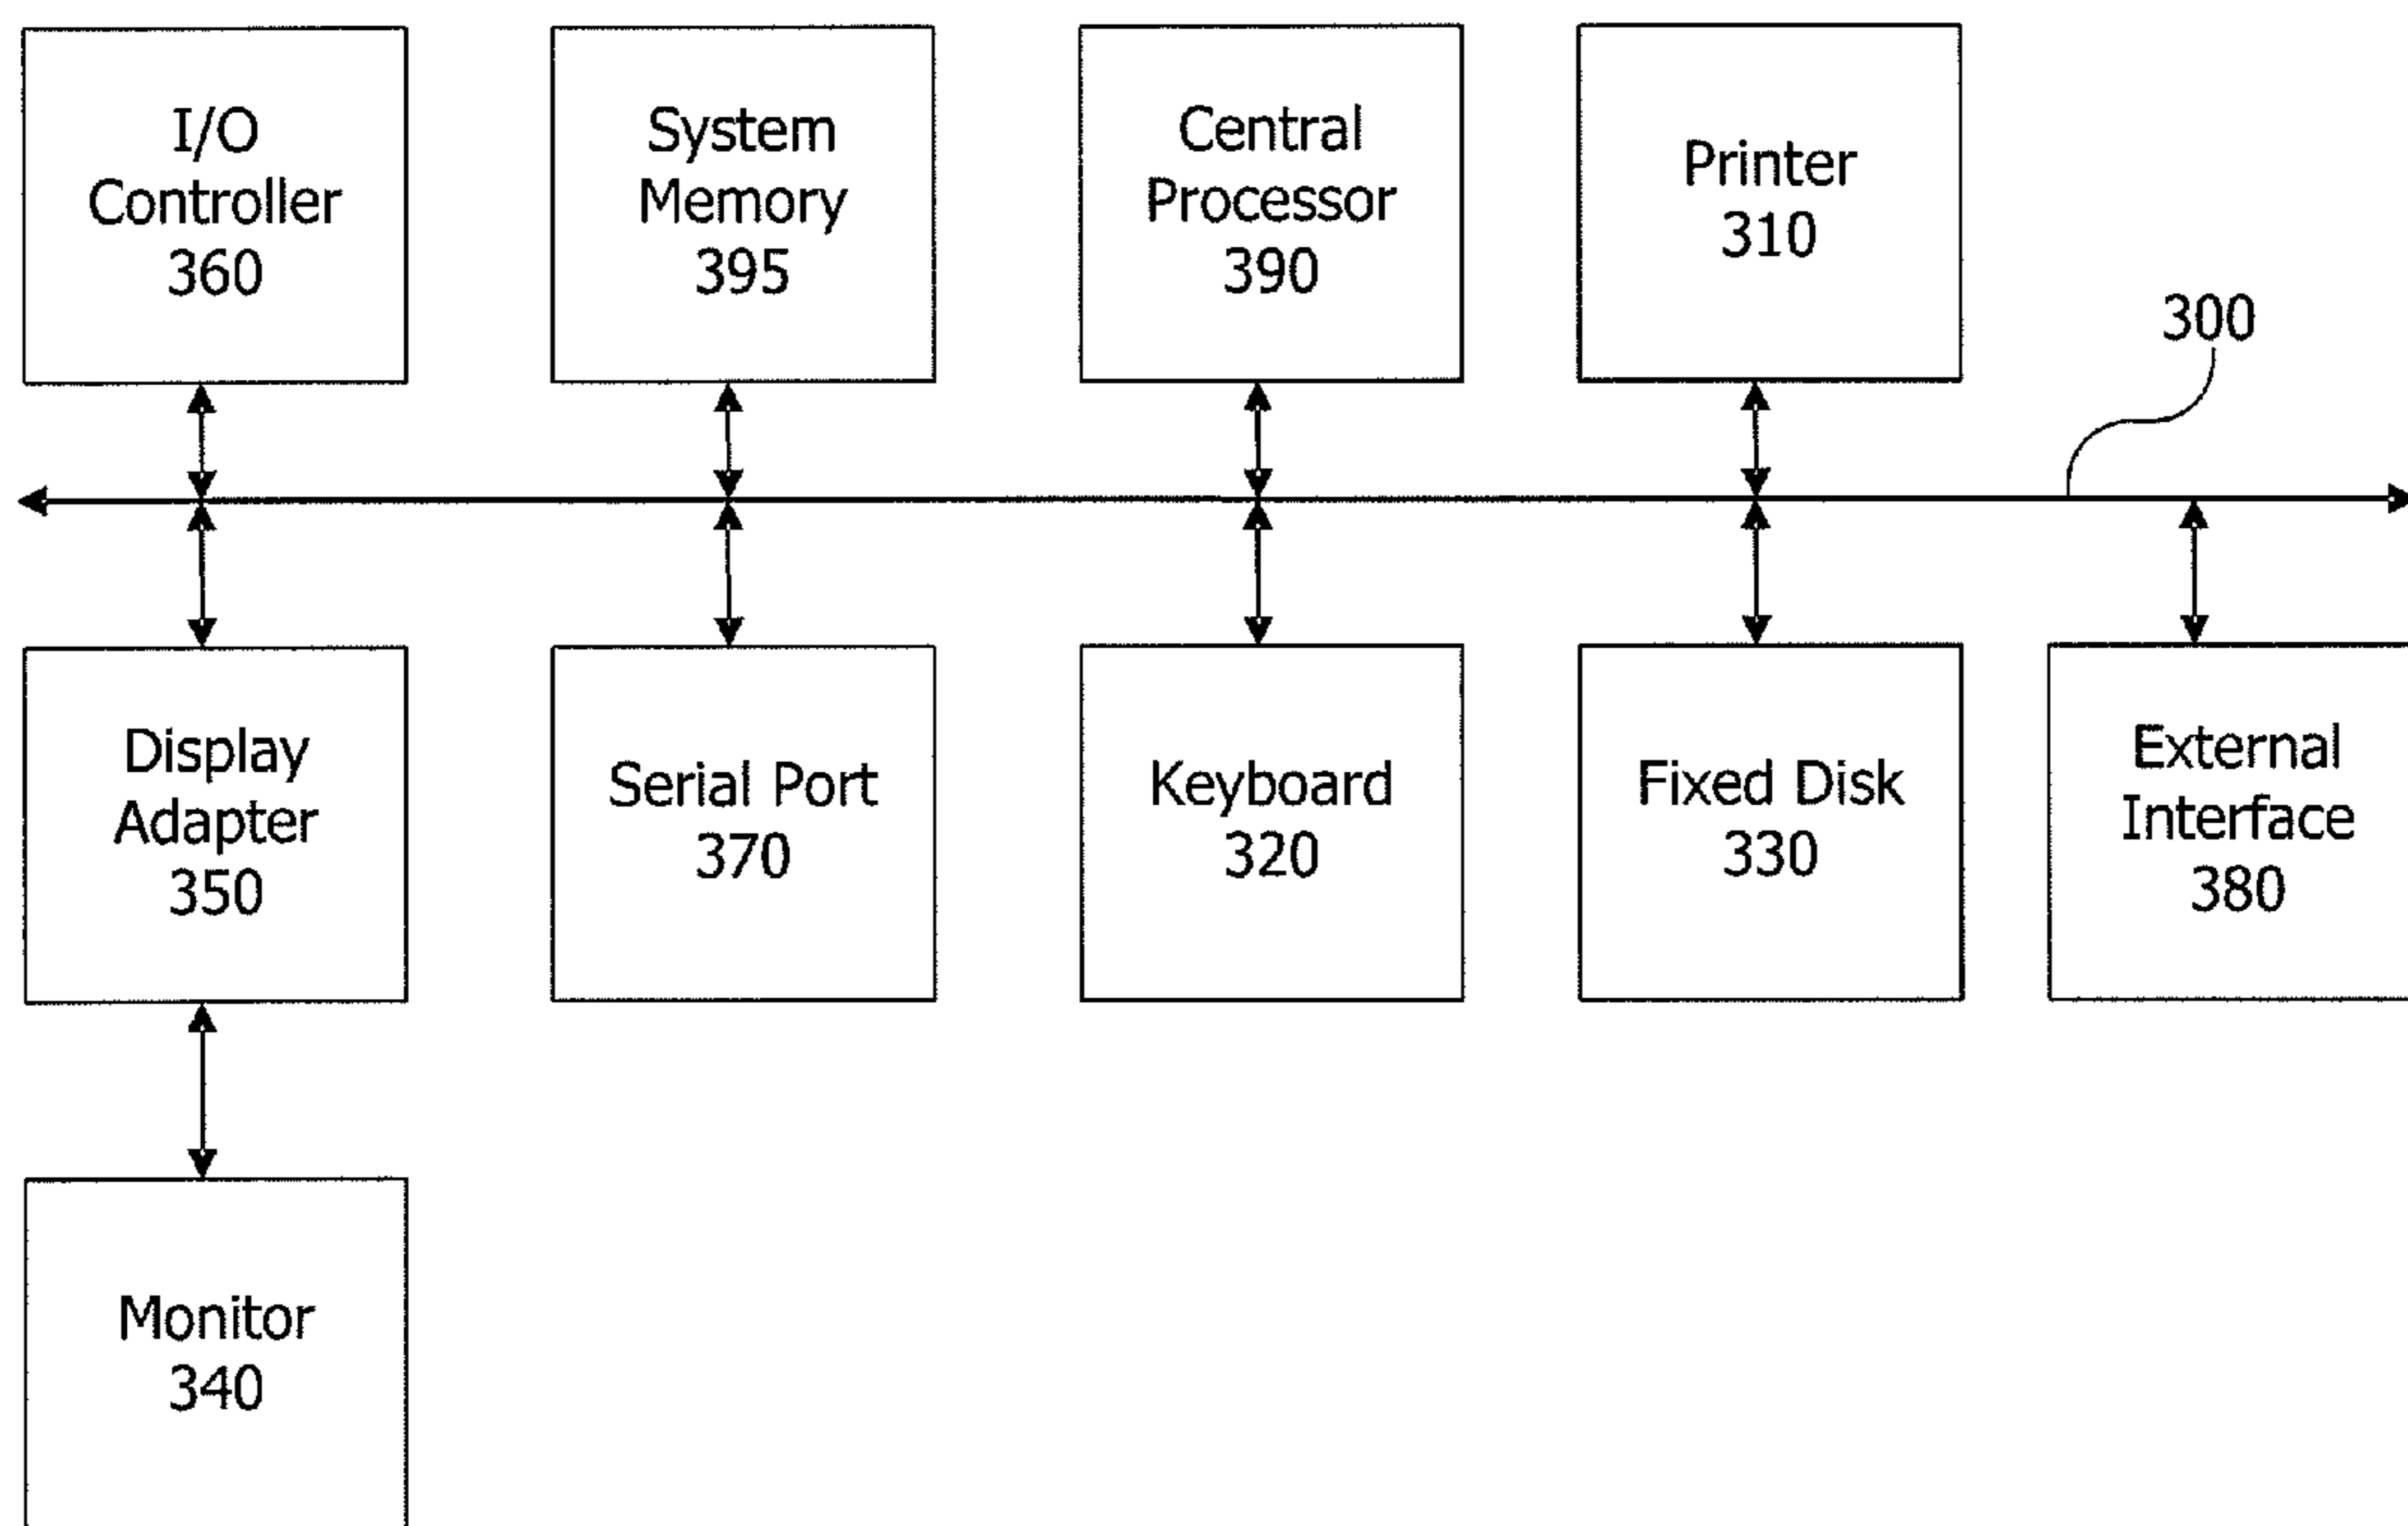 I/O
Controller
360
System
Memory
395
Central
Processor
390
Printer
310
300
Display
Adapter
350
Serial Port
370
Keyboard
320
Fixed Disk
330
External
Interface
380
Monitor
340